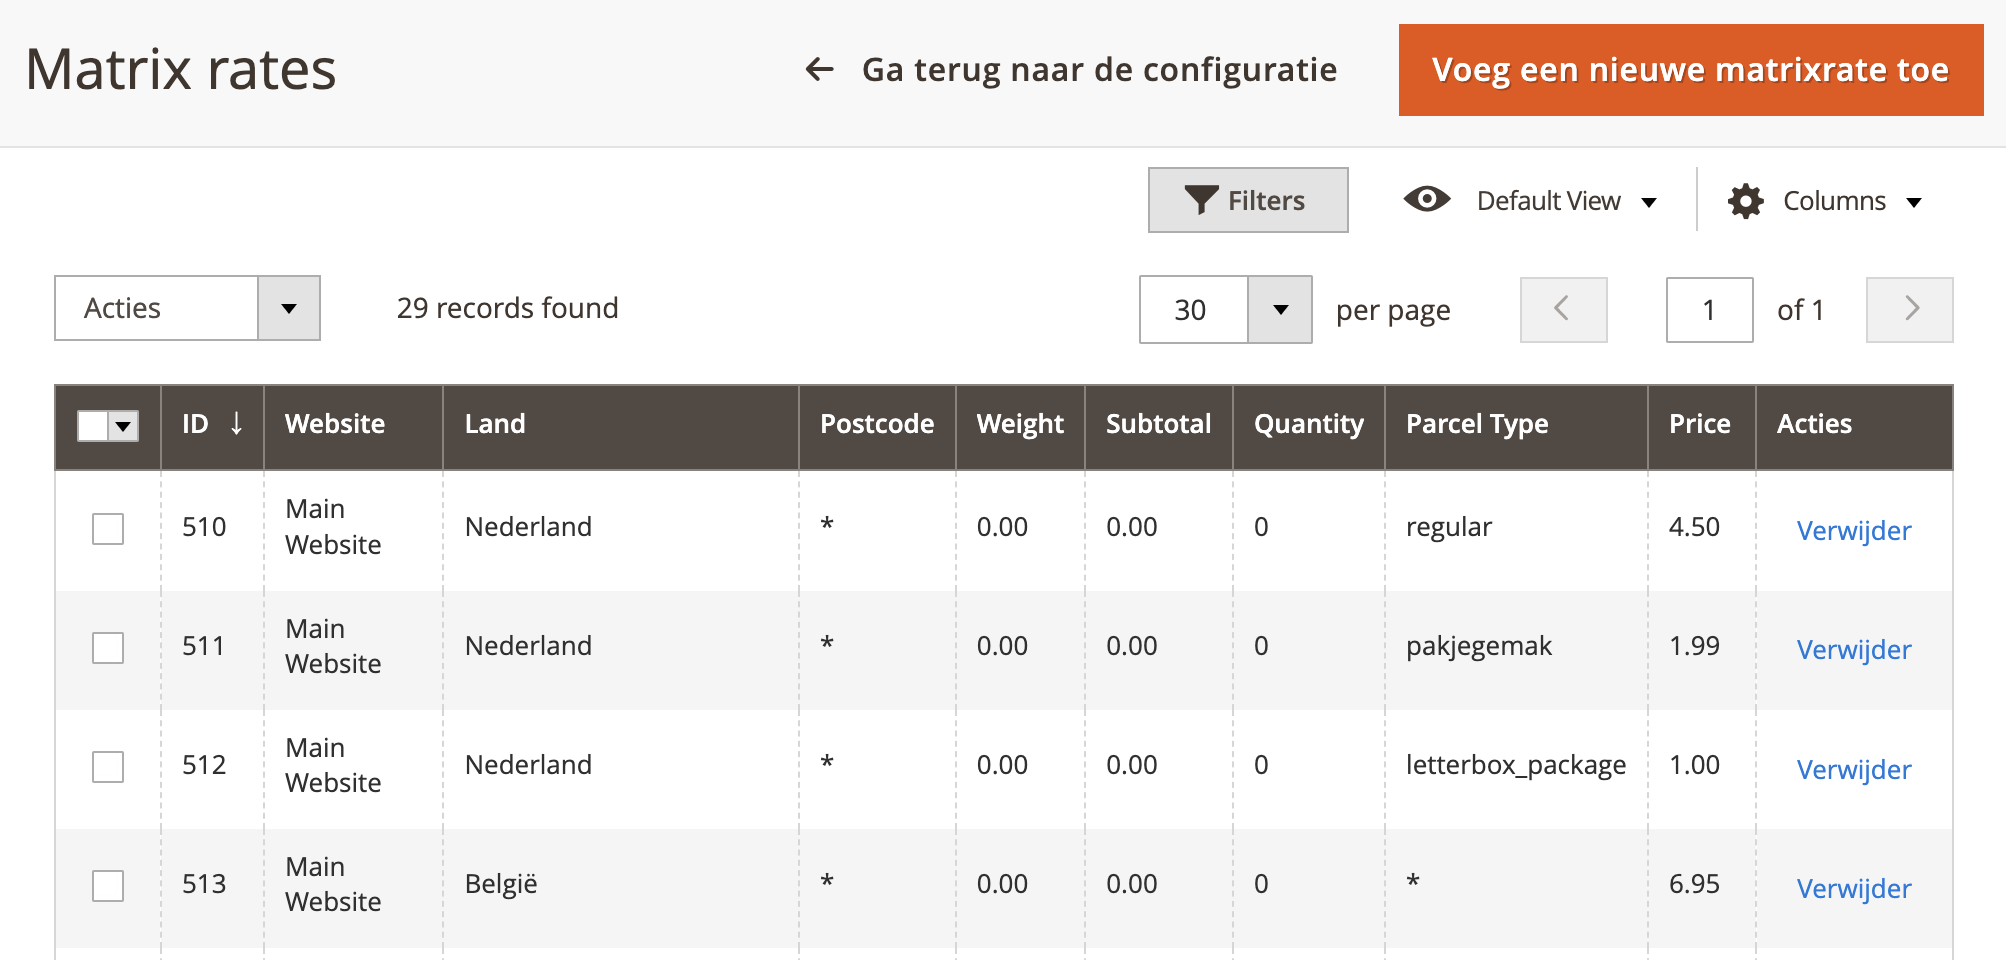 Matrix rates
Ga terug naar de configuratie
Voeg een nieuwe matrixrate toe
Filters
Default View
Columns
Acties
29 records found
30
per page
1
of 1
ID ↓ Website Land Postcode Weight Subtotal Quantity Parcel Type Price Acties
510 Main Website Nederland * 0.00 0.00 0 regular 4.50 Verwijder
511 Main Website Nederland * 0.00 0.00 0 pakjegemak 1.99 Verwijder
512 Main Website Nederland * 0.00 0.00 0 letterbox_package 1.00 Verwijder
513 Main Website België * 0.00 0.00 0 * 6.95 Verwijder